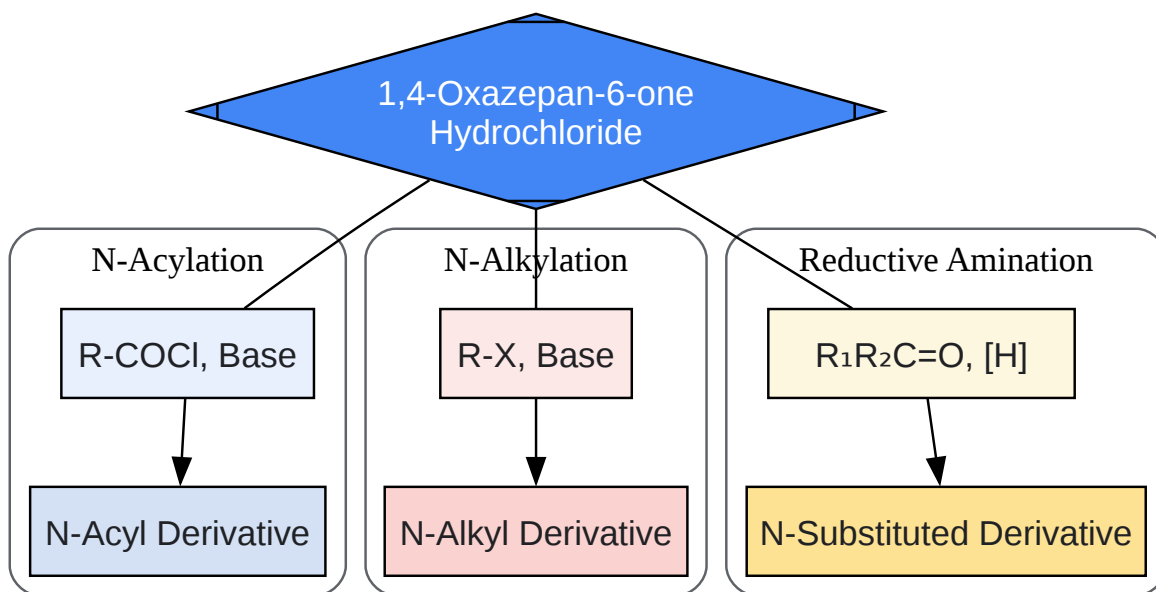 1,4-Oxazepan-6-one
Hydrochloride
N-Acylation
N-Alkylation
Reductive Amination
R-COCl, Base
R-X, Base
R₁R₂C=O, [H]
N-Acyl Derivative
N-Alkyl Derivative
N-Substituted Derivative